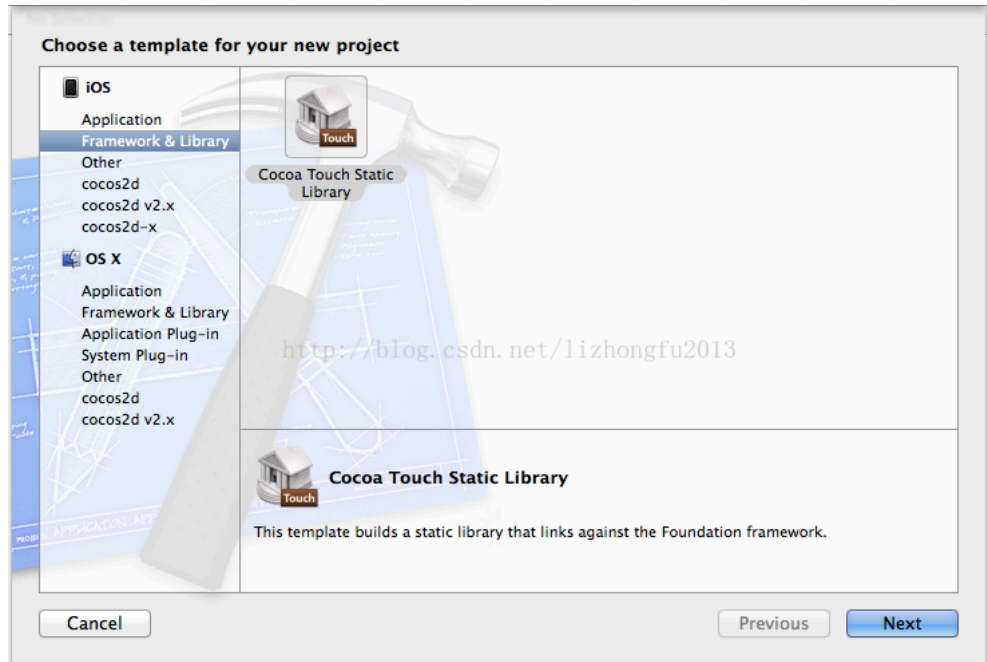 No Selection
Choose a template for your new project
iOS
Application
Framework & Library
Other
cocos2d
cocos2d v2.x
cocos2d-x
OS X
Application
Framework & Library
Application Plug-in
System Plug-in
Other
cocos2d
cocos2d v2.x
Touch
Cocoa Touch Static
Library
http://blog.csdn.net/lizhongfu2013
Touch
Cocoa Touch Static Library
This template builds a static library that links against the Foundation framework.
Cancel
Previous
Next